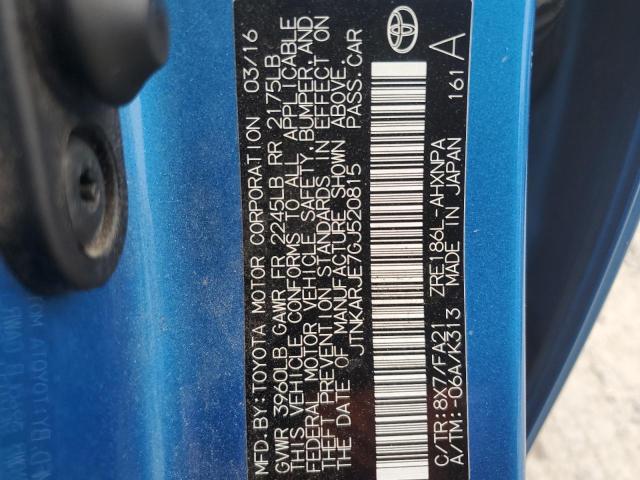 MFD.BY:TOYOTA MOTOR CORPORATION 03/16
GVWR 3960LB GAWR FR 2245LB RR 2175LB
THIS VEHICLE CONFORMS TO ALL APPLICABLE
FEDERAL MOTOR VEHICLE SAFETY, BUMPER, AND
THEFT PREVENTION STANDARDS IN EFFECT ON
THE DATE OF MANUFACTURE SHOWN ABOVE.
JTNKARJE7GJ520815 PASS.CAR
C/TR:8X7/FA21 ZRE186L-AHXNPA
A/TM:-06A/K313 MADE IN JAPAN 161 A